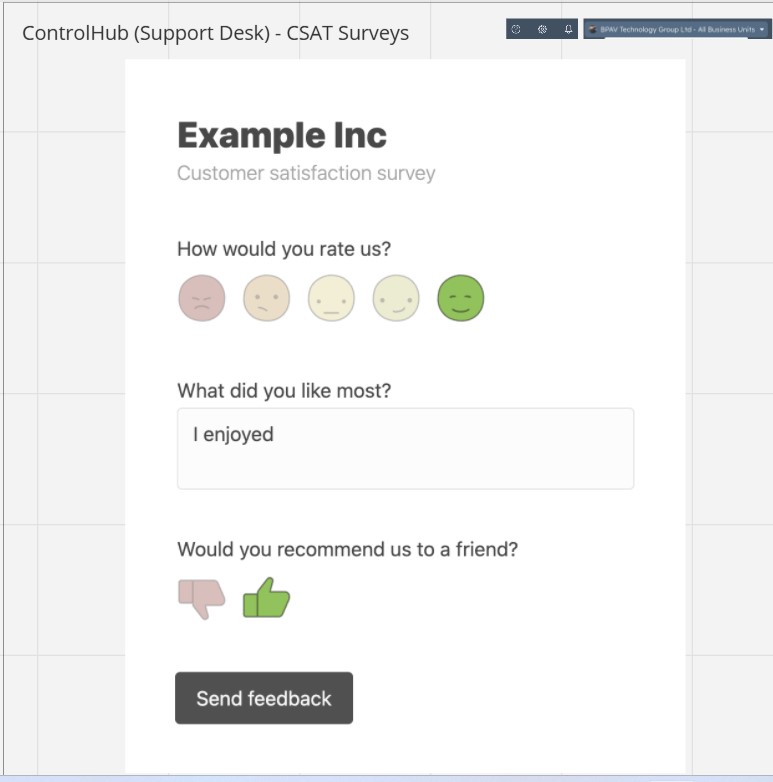 ControlHub (Support Desk) - CSAT Surveys
BPAV Technology Group Ltd - All Business Units
Example Inc
Customer satisfaction survey
How would you rate us?
What did you like most?
I enjoyed
Would you recommend us to a friend?
Send feedback